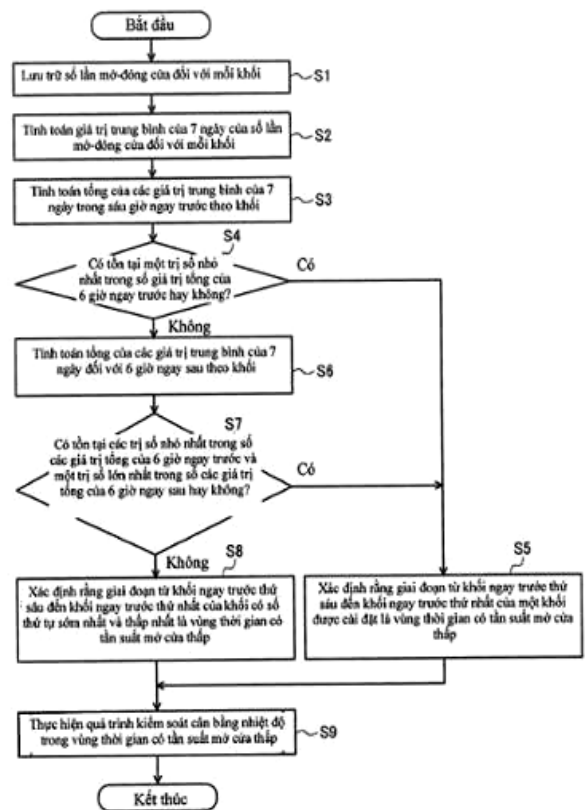 Bắt đầu
Lưu trữ số lần mở-đóng cửa đối với mỗi khối
S1
Tính toán giá trị trung bình của 7 ngày của số lần
mở-đóng cửa đối với mỗi khối
S2
Tính toán tổng của các giá trị trung bình của 7
ngày trong sáu giờ ngay trước theo khối
S3
S4
Có tồn tại một trị số nhỏ
nhất trong số giá trị tổng của
6 giờ ngay trước hay không?
Có
Không
Tính toán tổng của các giá trị trung bình của 7
ngày đối với 6 giờ ngay sau theo khối
S6
S7
Có tồn tại các trị số nhỏ nhất trong số
các giá trị tổng của 6 giờ ngay trước và
một trị số lớn nhất trong số các giá trị
tổng của 6 giờ ngay sau hay không?
Có
Không
S8
Xác định rằng giai đoạn từ khối ngay trước thứ
sáu đến khối ngay trước thứ nhất của khối có số
thứ tự sớm nhất và thấp nhất là vùng thời gian có
tần suất mở cửa thấp
S5
Xác định rằng giai đoạn từ khối ngay trước thứ
sáu đến khối ngay trước thứ nhất của một khối
được cài đặt là vùng thời gian có tần suất mở cửa
thấp
Thực hiện quá trình kiểm soát cân bằng nhiệt độ
trong vùng thời gian có tần suất mở cửa thấp
S9
Kết thúc